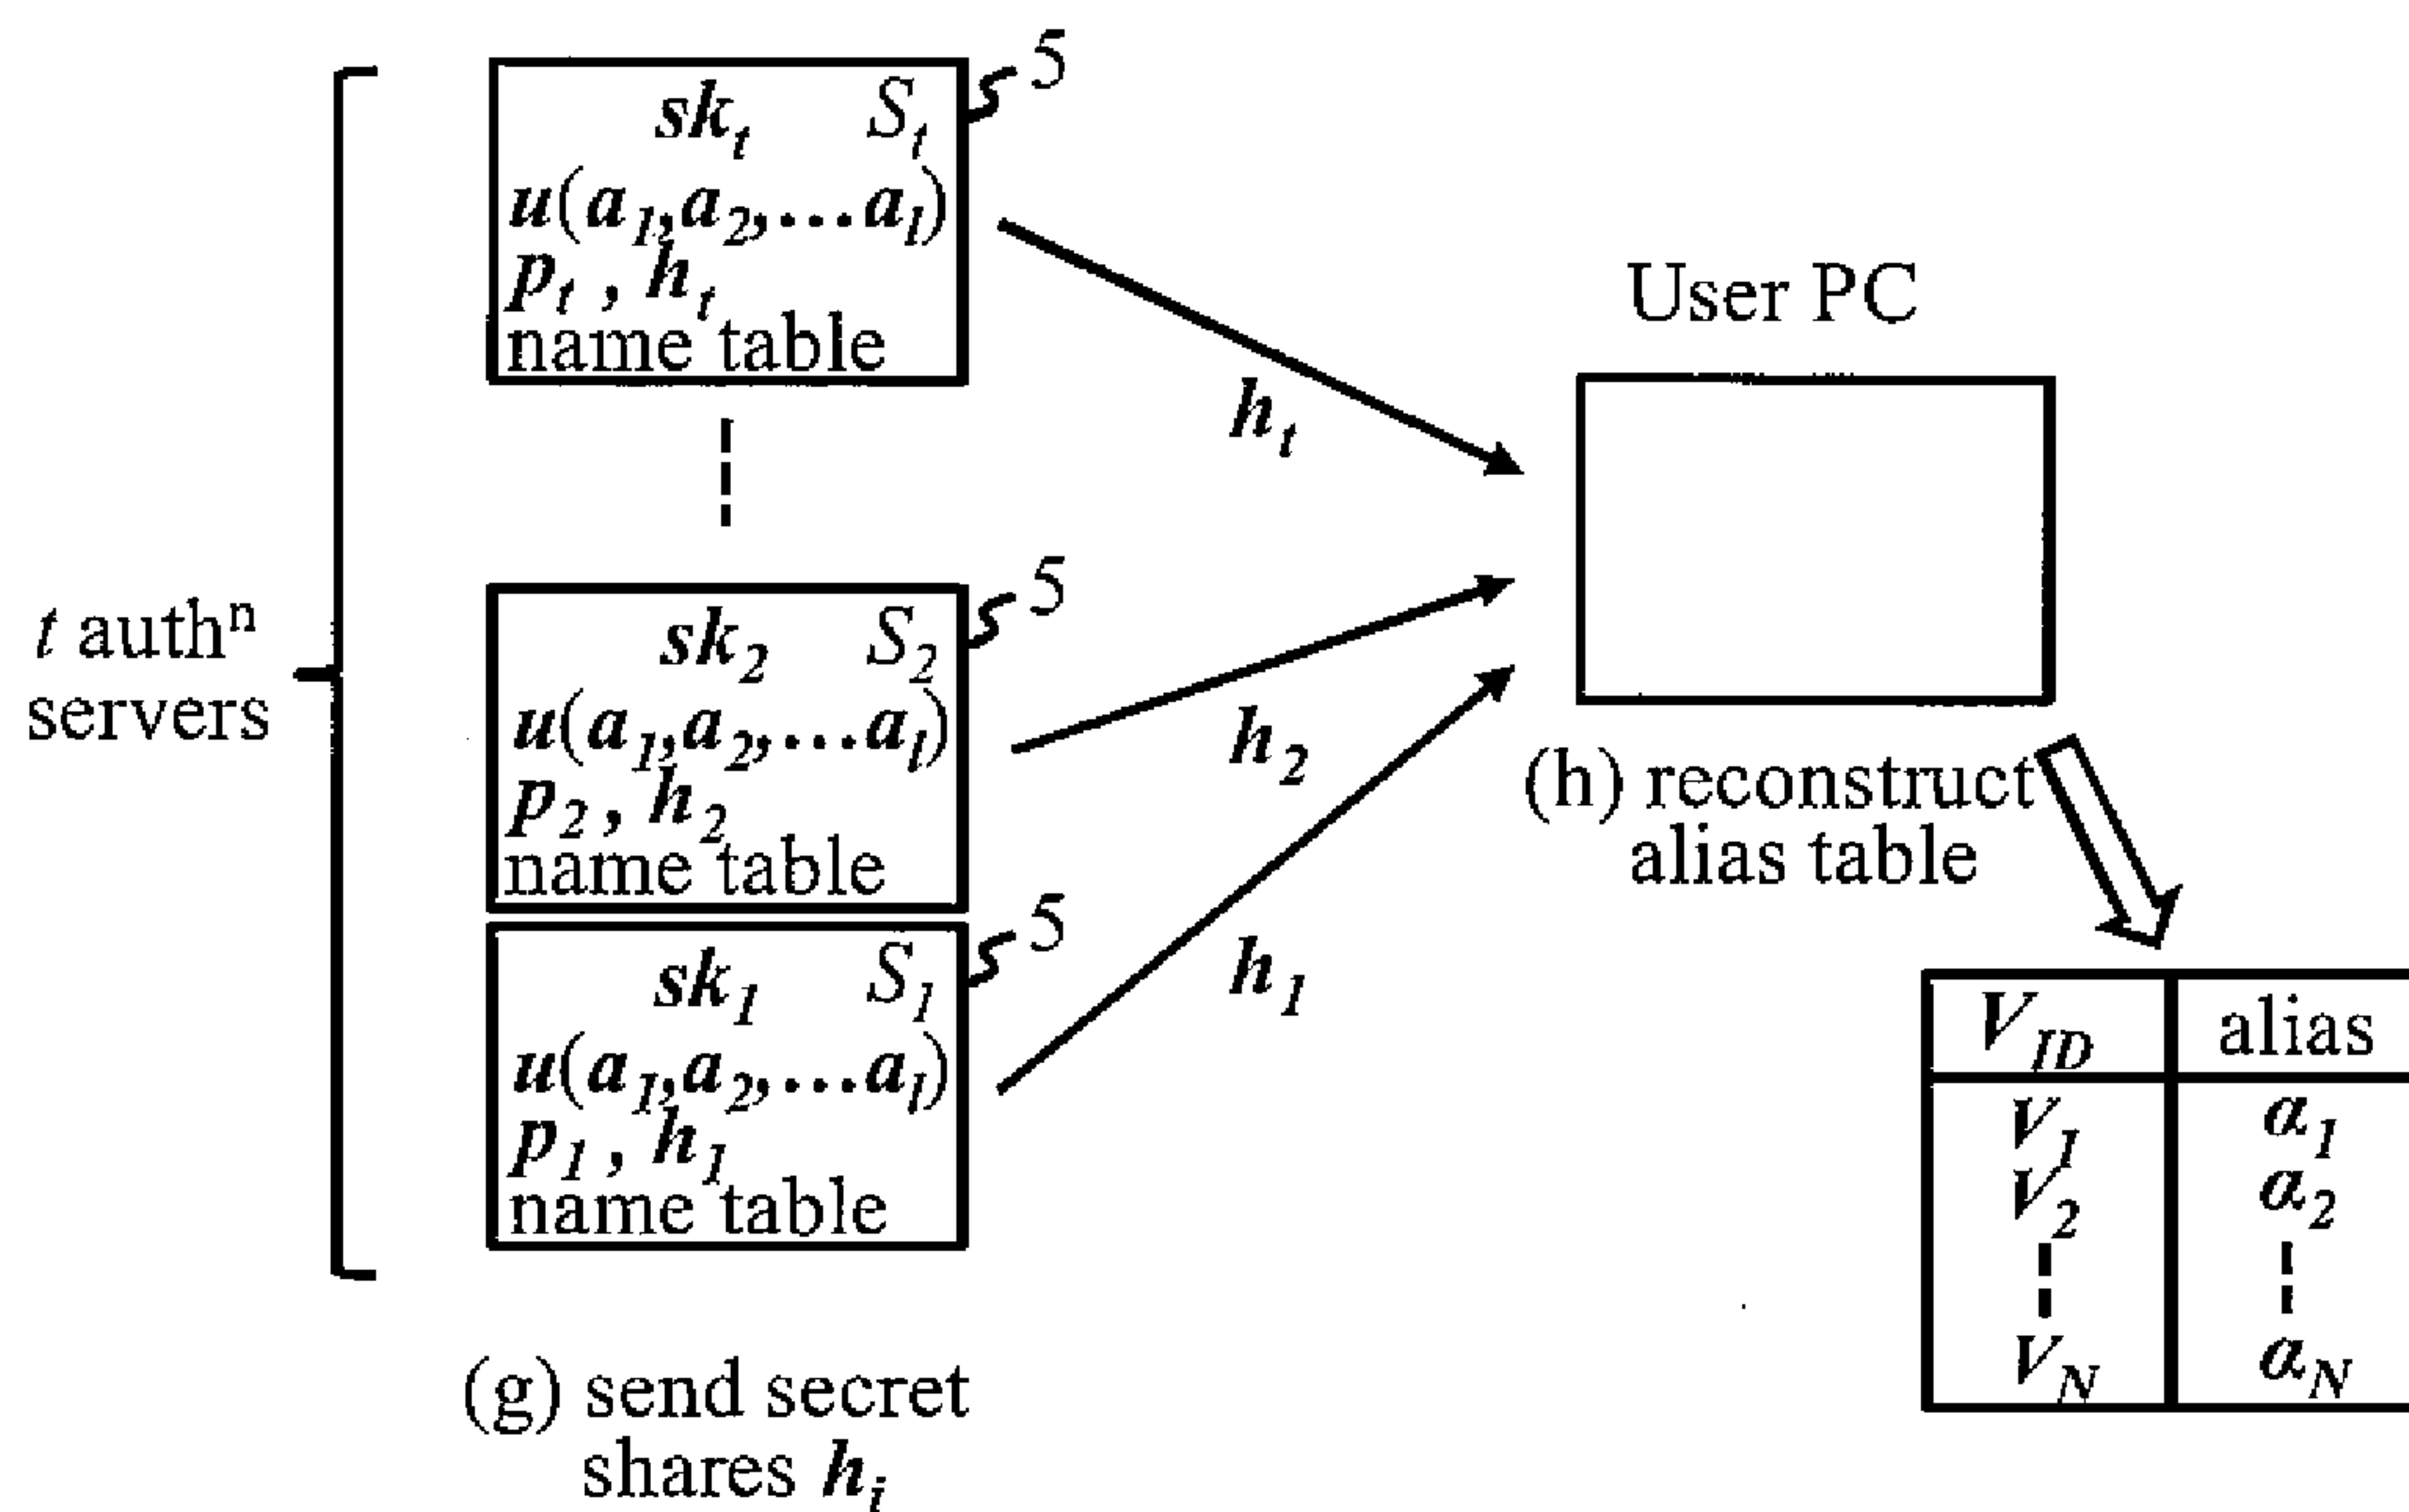 5
sk_t S_t
u(a_1,a_2,...a_l)
p_t , h_t
name table
h_t
User PC
t auth^n
servers
5
sk_2 S_2
u(a_1,a_2,...a_l)
p_2 , h_2
name table
h_2
(h) reconstruct
alias table
5
sk_1 S_1
u(a_1,a_2,...a_l)
p_1 , h_1
name table
h_1
V_ID alias
V_1 a_1
V_2 a_2
V_N a_N
(g) send secret
shares h_i